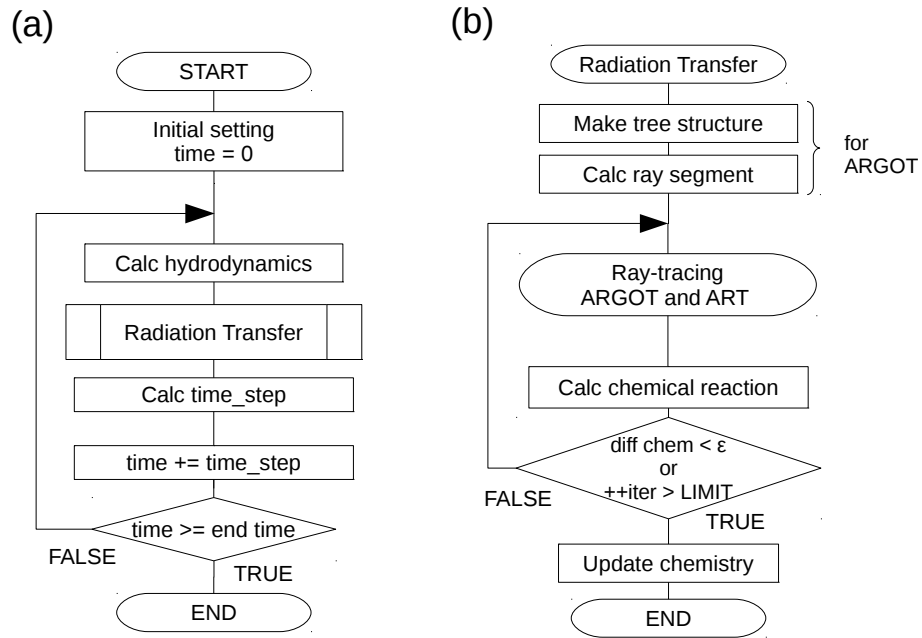 (a)
START
Initial setting
time = 0
Calc hydrodynamics
Radiation Transfer
Calc time_step
time += time_step
time >= end time
FALSE
TRUE
END
(b)
Radiation Transfer
Make tree structure
Calc ray segment
for
ARGOT
Ray-tracing
ARGOT and ART
Calc chemical reaction
diff chem < ε
or
++iter > LIMIT
FALSE
TRUE
Update chemistry
END